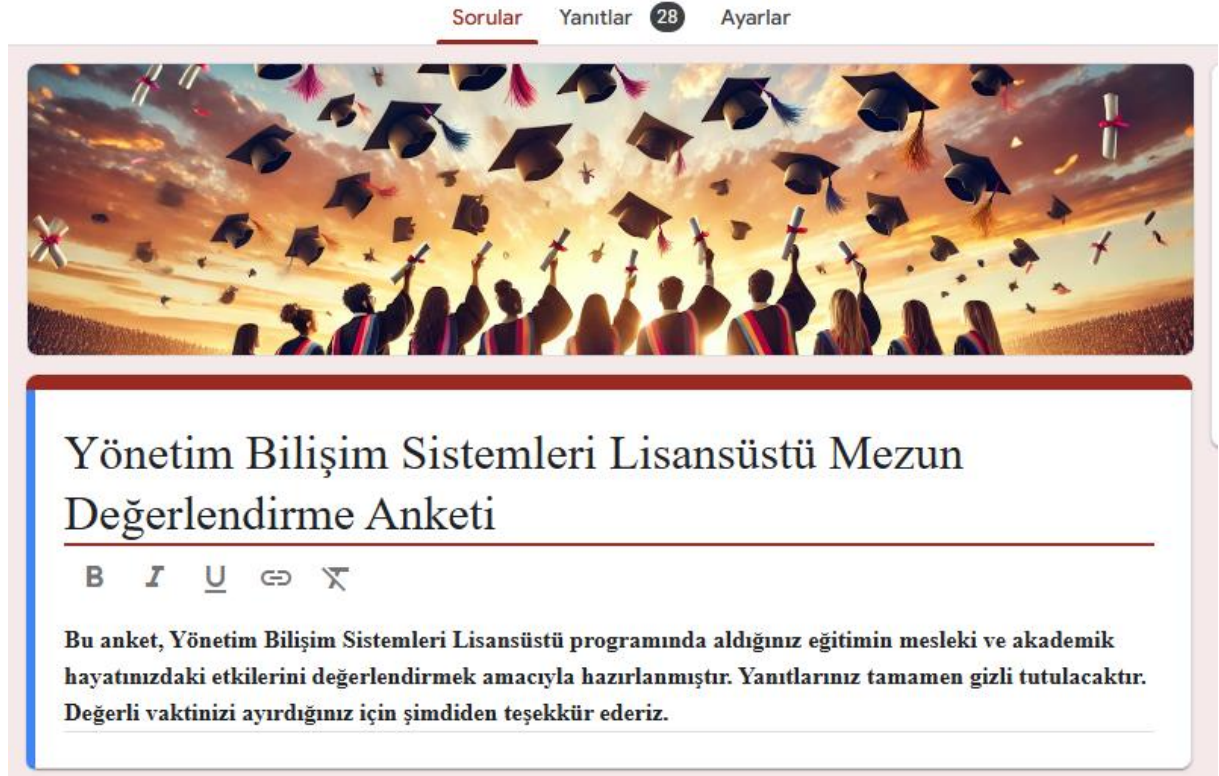 Sorular Yanıtlar 28 Ayarlar
Yönetim Bilişim Sistemleri Lisansüstü Mezun
Değerlendirme Anketi
B I U
Bu anket, Yönetim Bilişim Sistemleri Lisansüstü programında aldığınız eğitimin mesleki ve akademik
hayatınızdaki etkilerini değerlendirmek amacıyla hazırlanmıştır. Yanıtlarınız tamamen gizli tutulacaktır.
Değerli vaktinizi ayırdığınız için şimdiden teşekkür ederiz.